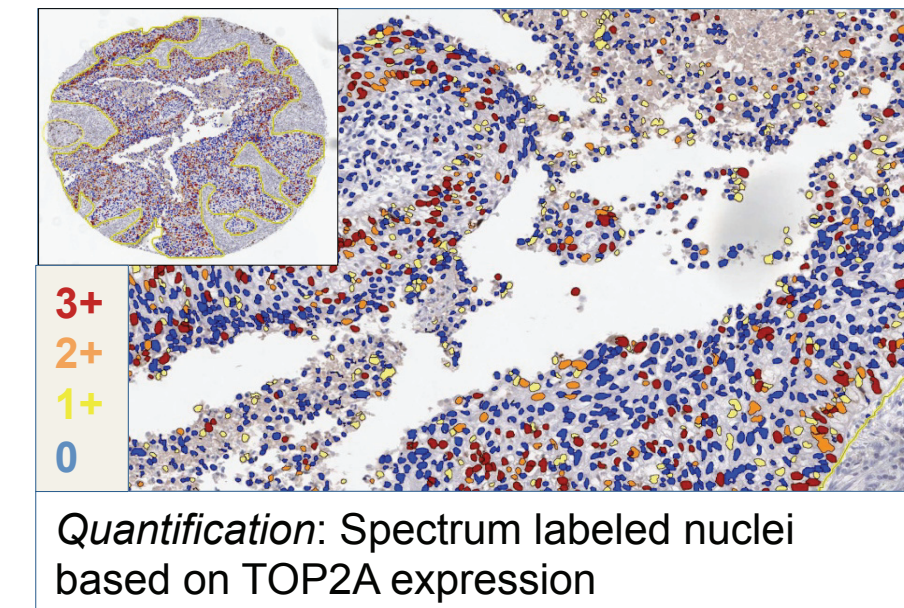 3+
2+
1+
0
Quantification: Spectrum labeled nuclei
based on TOP2A expression